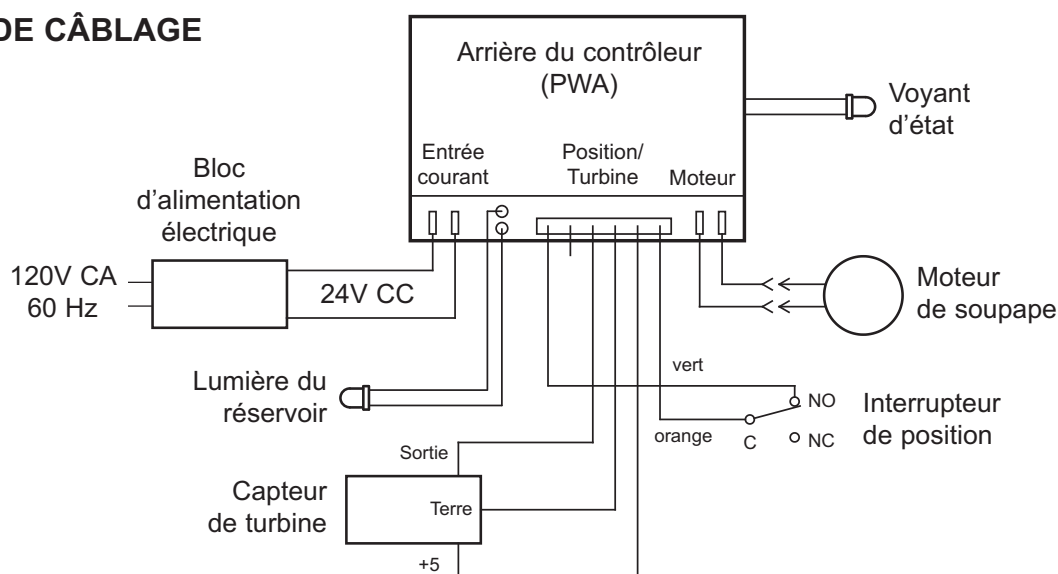 DE CÂBLAGE
Arrière du contrôleur
(PWA)
Voyant
d'état
Entrée
courant
Position/
Turbine
Moteur
Bloc
d'alimentation
électrique
120V CA
60 Hz
24V CC
Moteur
de soupape
Lumière du
réservoir
vert
orange
NO
C
NC
Interrupteur
de position
Sortie
Capteur
de turbine
Terre
+5